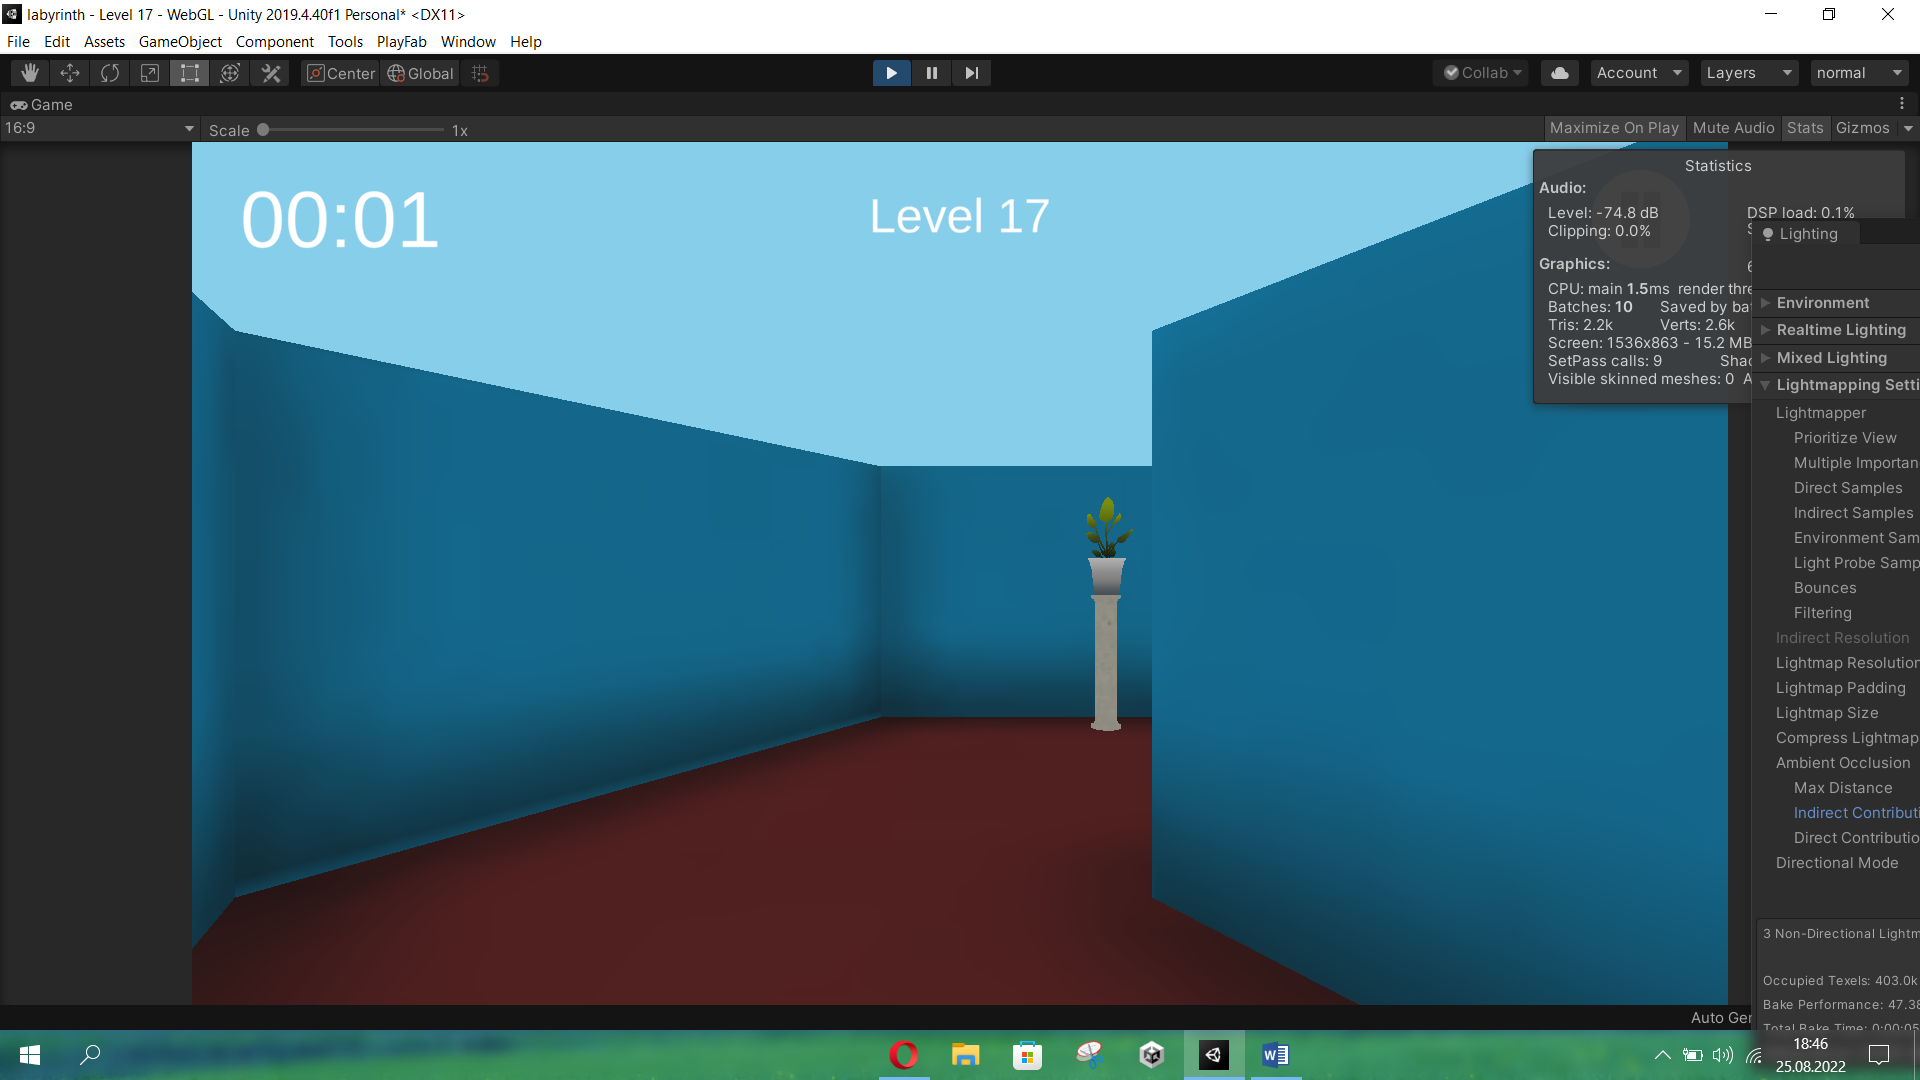 labyrinth - Level 17 - WebGL - Unity 2019.4.40f1 Personal* <DX11>
File Edit Assets GameObject Component Tools PlayFab Window Help
Center Global Collab Account Layers normal
Game
16:9 Scale 1x Maximize On Play Mute Audio Stats Gizmos
00:01
Level 17
Statistics
Audio:
Level: -74.8 dB DSP load: 0.1%
Clipping: 0.0%
Graphics:
CPU: main 1.5ms render thre
Batches: 10 Saved by ba
Tris: 2.2k Verts: 2.6k
Screen: 1536x863 - 15.2 MB
SetPass calls: 9 Shac
Visible skinned meshes: 0 A
Lighting
Environment
Realtime Lighting
Mixed Lighting
Lightmapping Setti
Lightmapper
Prioritize View
Multiple Importan
Direct Samples
Indirect Samples
Environment Sam
Light Probe Samp
Bounces
Filtering
Indirect Resolution
Lightmap Resolution
Lightmap Padding
Lightmap Size
Compress Lightmap
Ambient Occlusion
Max Distance
Indirect Contributi
Direct Contributio
Directional Mode
3 Non-Directional Lightm
Occupied Texels: 403.0k
Bake Performance: 47.38
Total Bake Time: 0:00:05
Auto Ger
18:46
25.08.2022